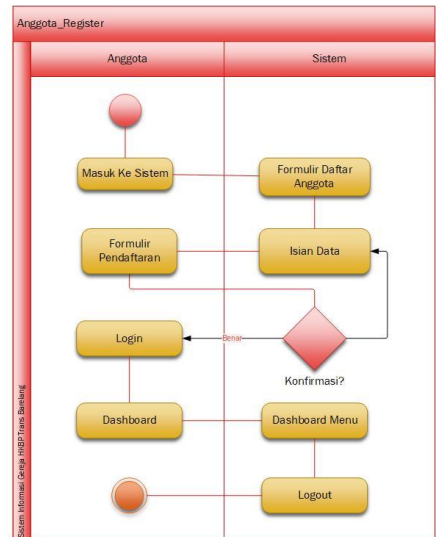 Anggota_Register
Anggota
Sistem
Masuk Ke Sistem
Formulir Daftar
Anggota
Formulir
Pendaftaran
Isian Data
Login
Benar
Konfirmasi?
Dashboard
Dashboard Menu
Logout
Sistem Informasi Gereja HKBP Trans Barelang